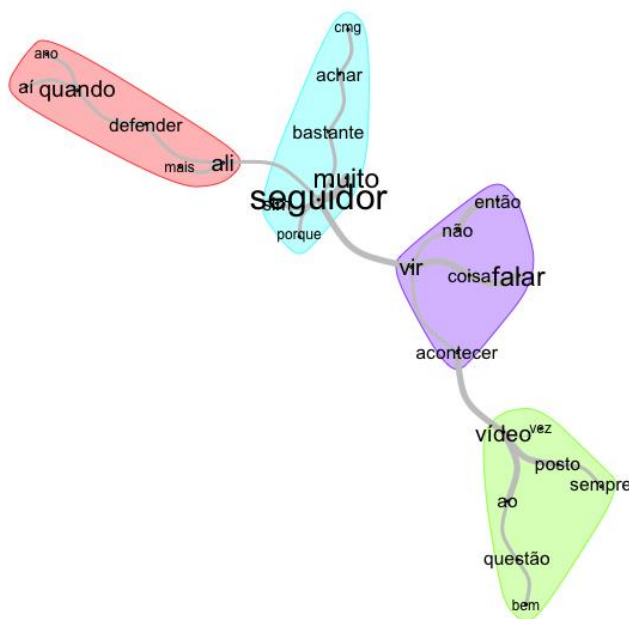 cmg
ano
achar
aí
quando
defender
bastante
mais
ali
muito
seguidor
sim
porque
então
não
vir
coisa
falar
acontecer
vídeo
vez
posto
sempre
ao
questão
bem